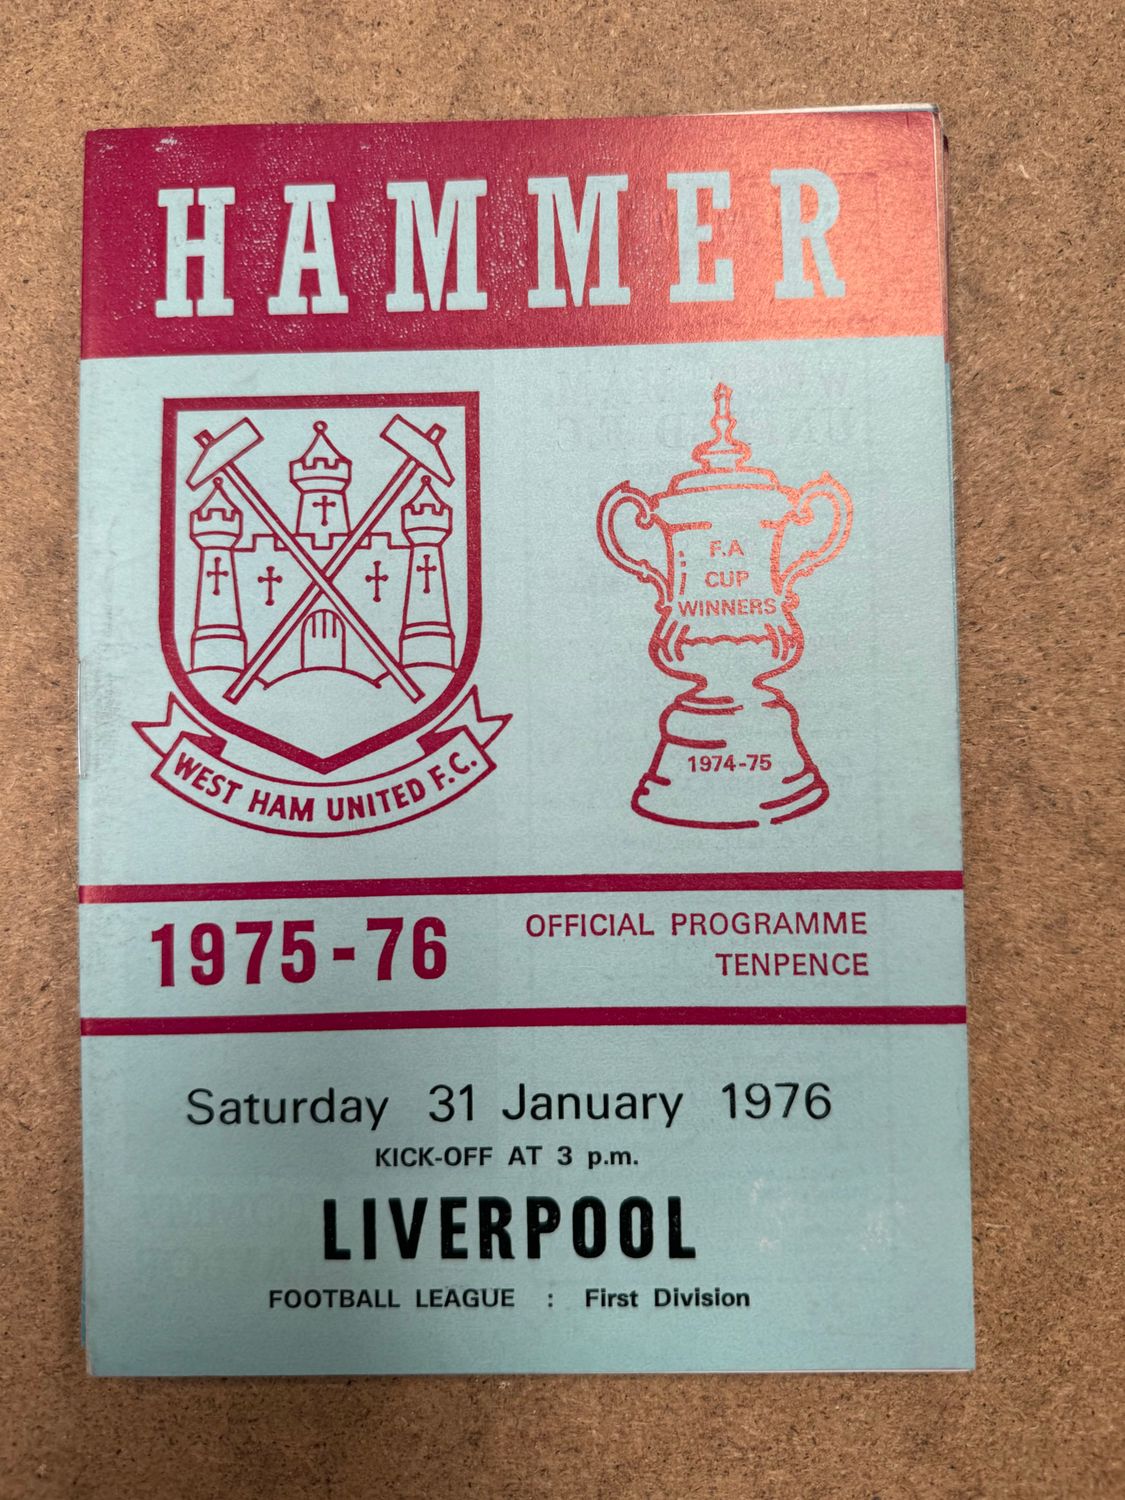 HAMMER
WEST HAM UNITED F.C.
F.A
CUP
WINNERS
1974-75
1975-76
OFFICIAL PROGRAMME
TENPENCE
Saturday 31 January 1976
KICK-OFF AT 3 p.m.
LIVERPOOL
FOOTBALL LEAGUE : First Division